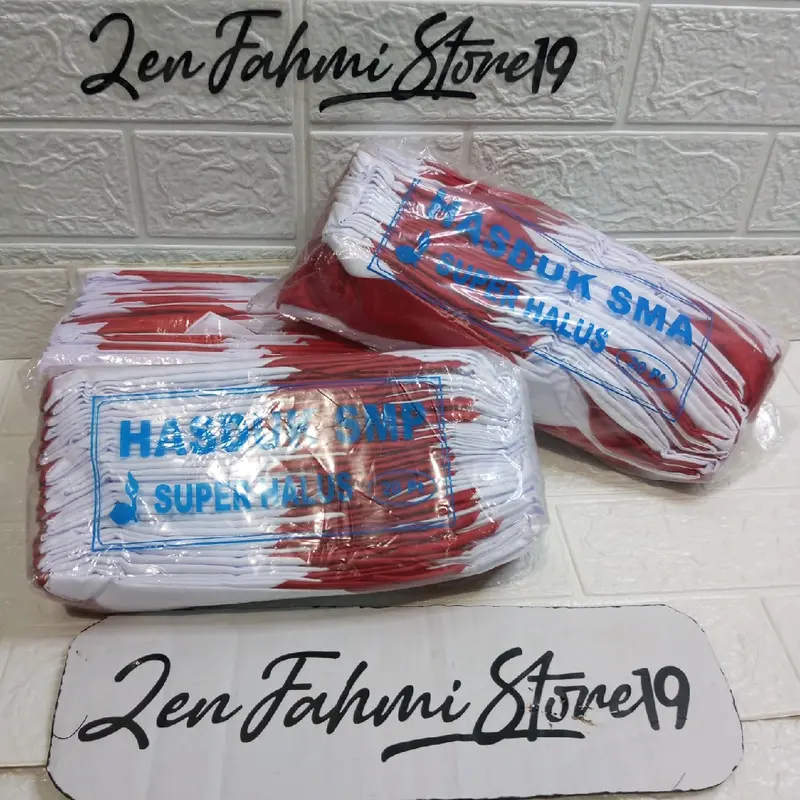 Zen Fahmi Store19
HASDUK SMA
SUPER HALUS
HASDUK SMP
SUPER HALUS
Zen Fahmi Store19